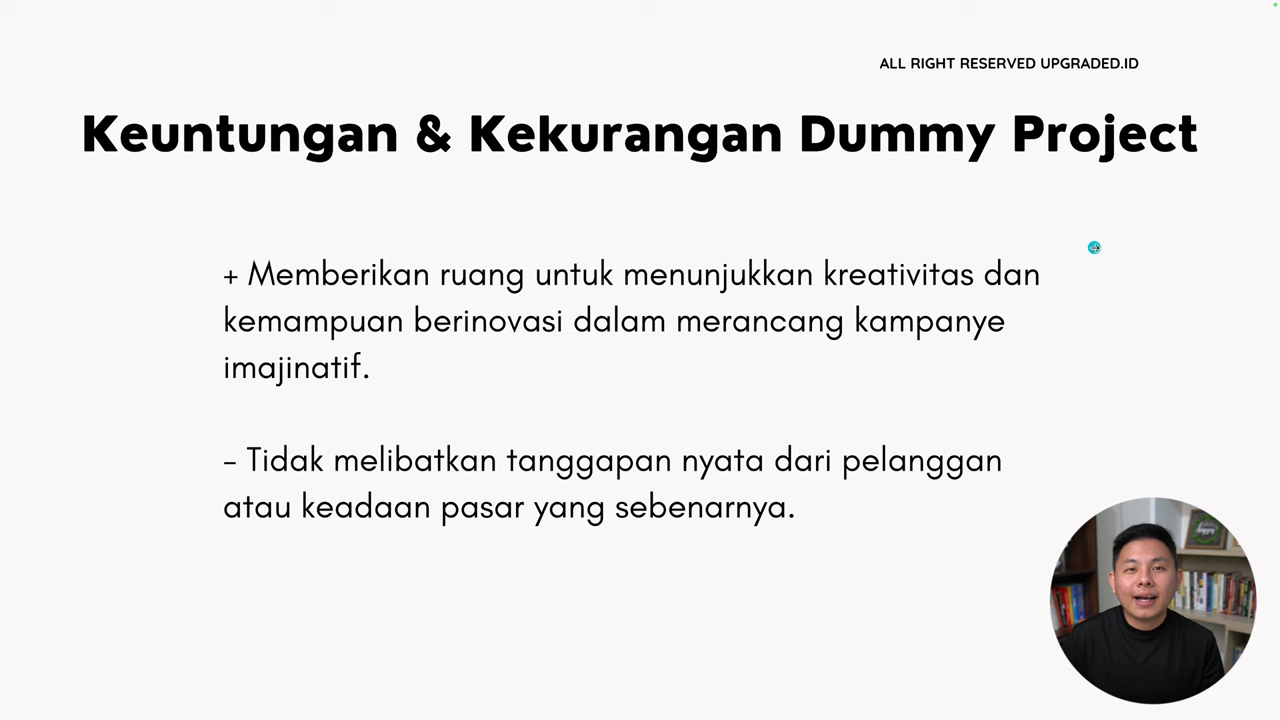 ALL RIGHT RESERVED UPGRADED.ID
Keuntungan & Kekurangan Dummy Project
+ Memberikan ruang untuk menunjukkan kreativitas dan
kemampuan berinovasi dalam merancang kampanye
imajinatif.
– Tidak melibatkan tanggapan nyata dari pelanggan
atau keadaan pasar yang sebenarnya.